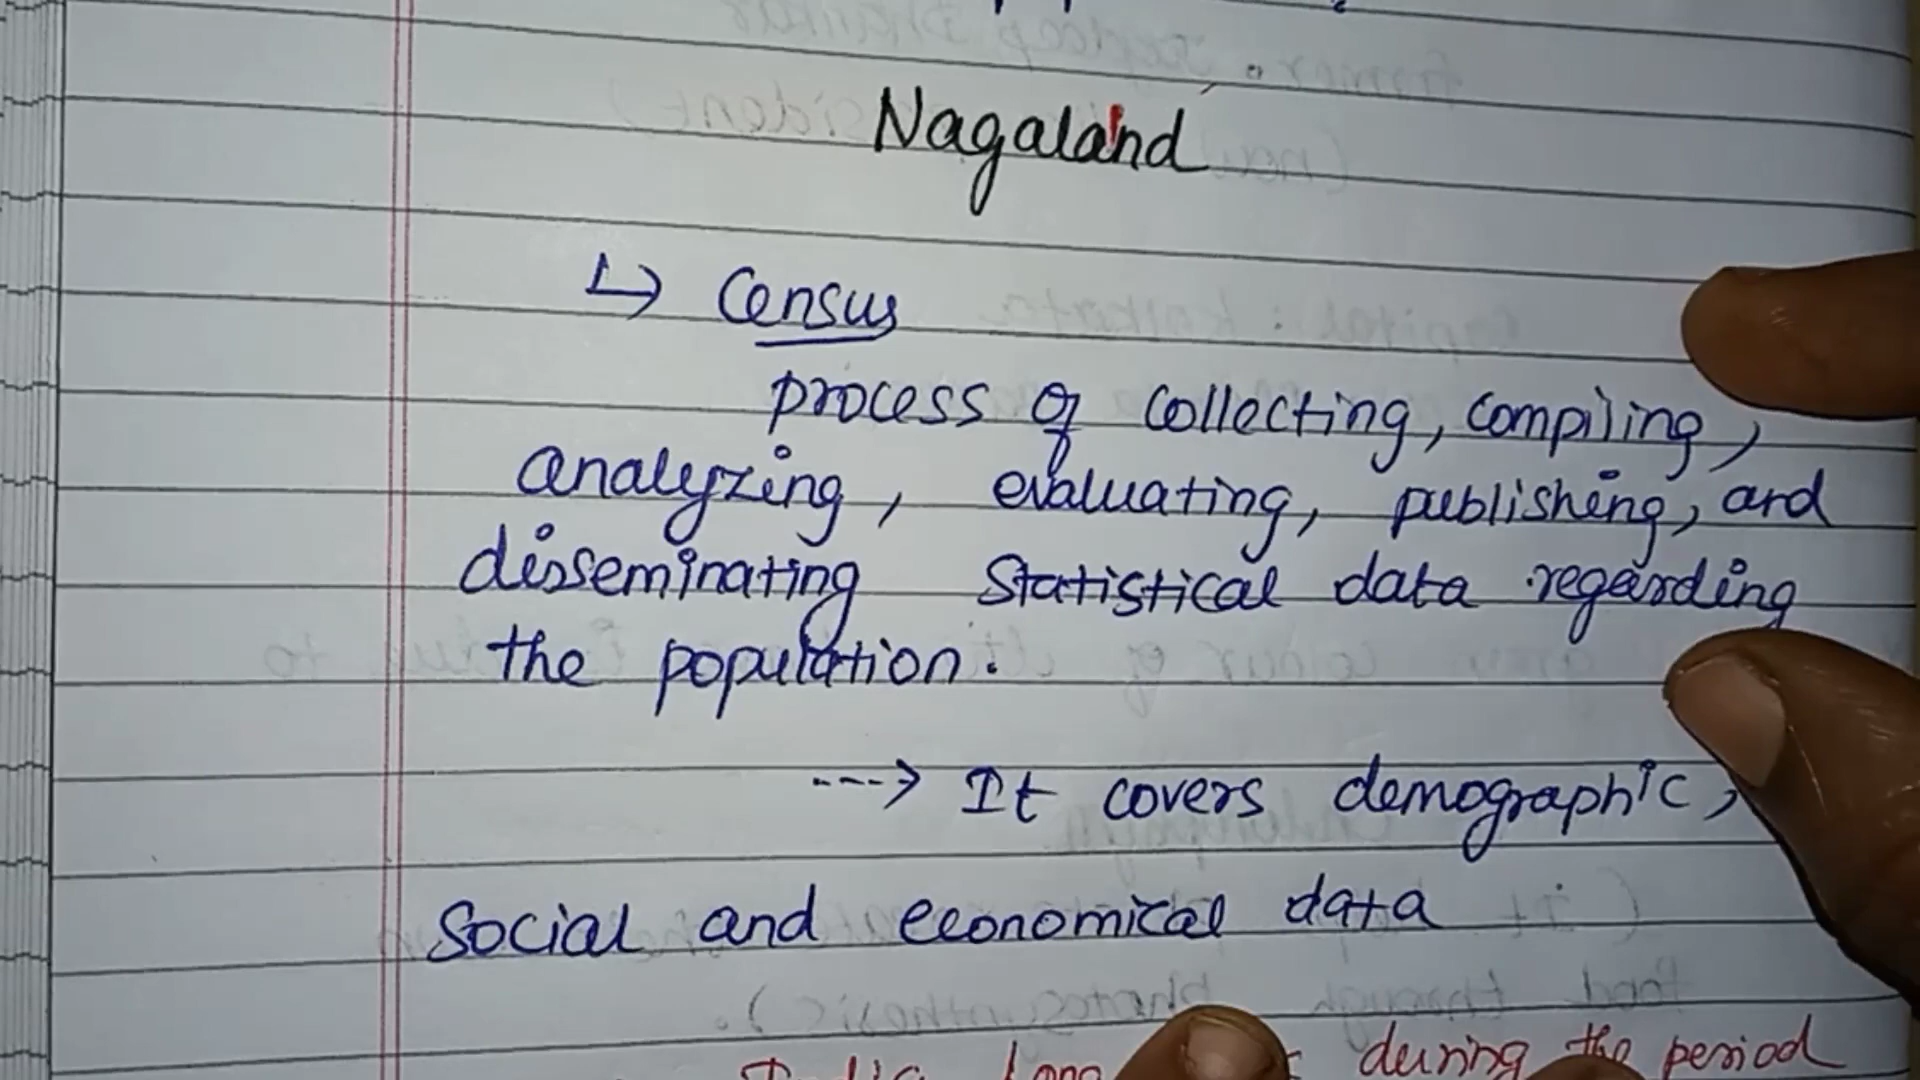 Nagaland
↳ Census
process of collecting, compiling,
analyzing, evaluating, publishing, and
disseminating statistical data regarding
the population.
---> It covers demographic,
social and economical data
during the period